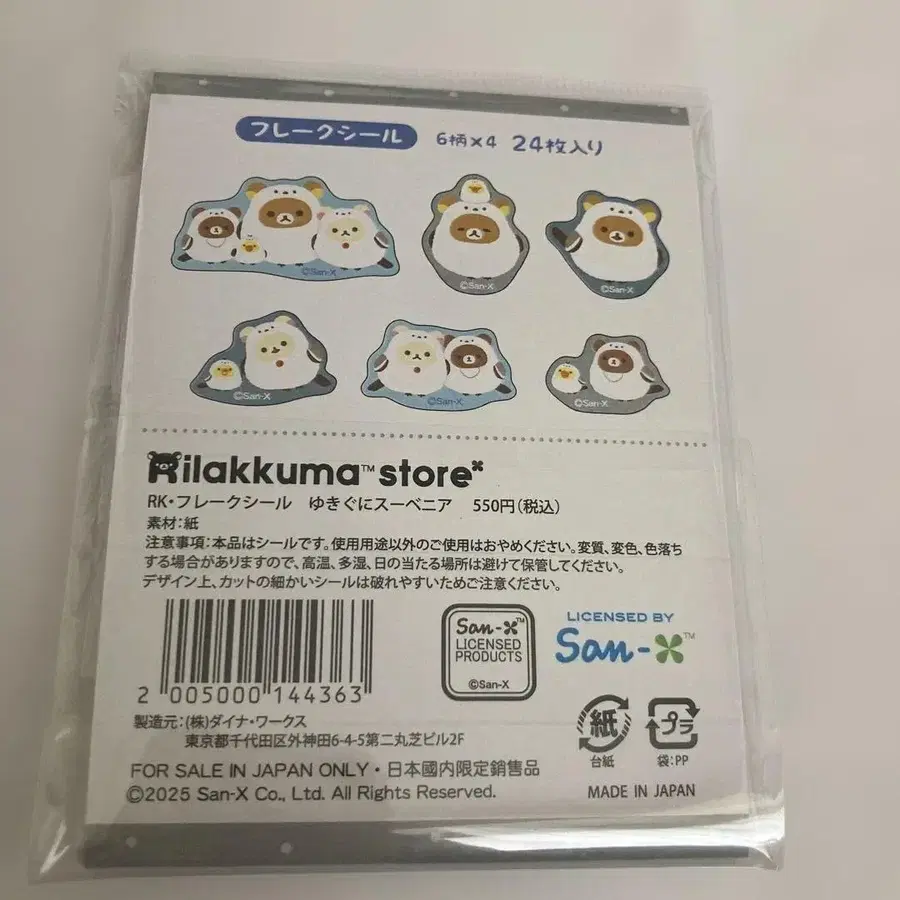 フレークシール 6柄×4 24枚入り
©San-X
©San-X
©San-X
©San-X
©San-X
©San-X
Rilakkuma™ store
RK・フレークシール ゆきぐにスーベニア 550円(税込)
素材:紙
注意事項:本品はシールです。使用用途以外のご使用はおやめください。変質、変色、色落ち
する場合がありますので、高温、多湿、日の当たる場所は避けて保管してください。
デザイン上、カットの細かいシールは破れやすいためご注意ください。
2 005000 144363
San-X™
LICENSED
PRODUCTS
©San-X
LICENSED BY
San-X™
製造元:(株)ダイナ・ワークス
東京都千代田区外神田6-4-5第二丸芝ビル2F
紙
台紙
プラ
袋:PP
FOR SALE IN JAPAN ONLY・日本國内限定銷售品
©2025 San-X Co., Ltd. All Rights Reserved.
MADE IN JAPAN